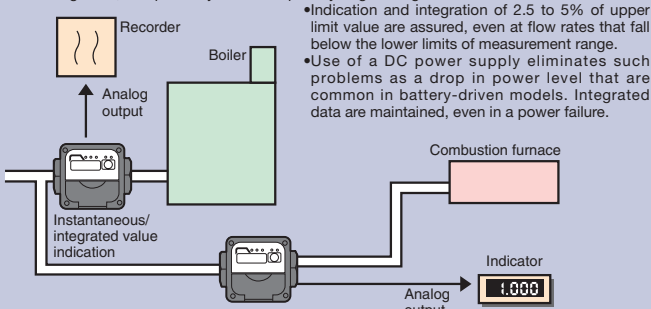 •Indication and integration of 2.5 to 5% of upper
limit value are assured, even at flow rates that fall
below the lower limits of measurement range.
•Use of a DC power supply eliminates such
problems as a drop in power level that are
common in battery-driven models. Integrated
data are maintained, even in a power failure.
Recorder
Boiler
Analog
output
Combustion furnace
Instantaneous/
integrated value
indication
Indicator
1.000
Analog
output